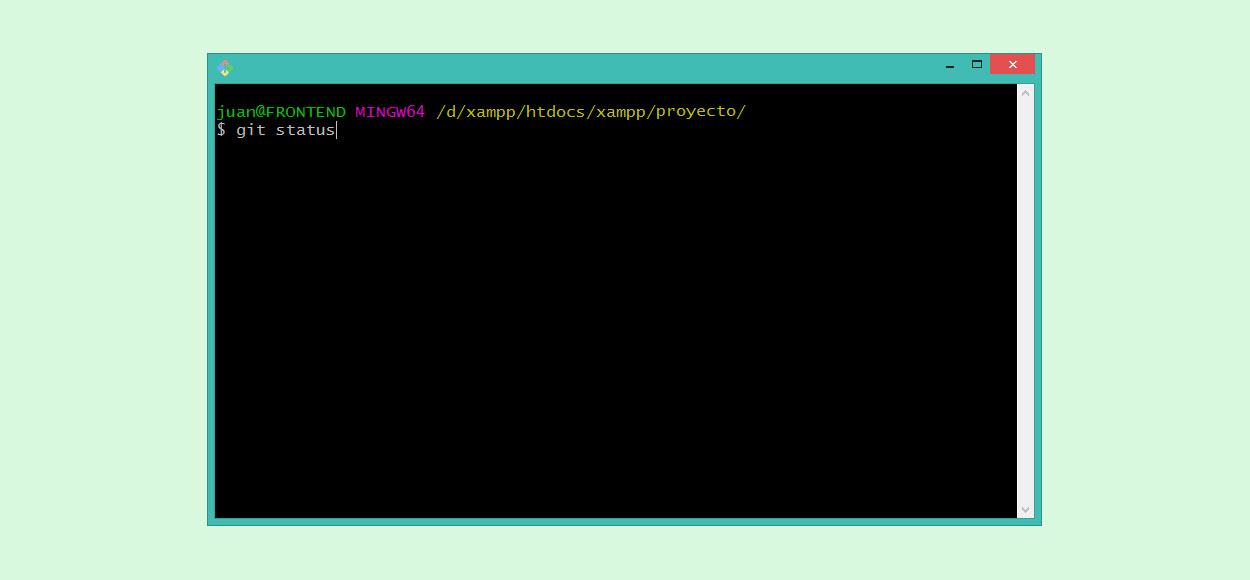 juan@FRONTEND MINGW64 /d/xampp/htdocs/xampp/proyecto/
$ git status